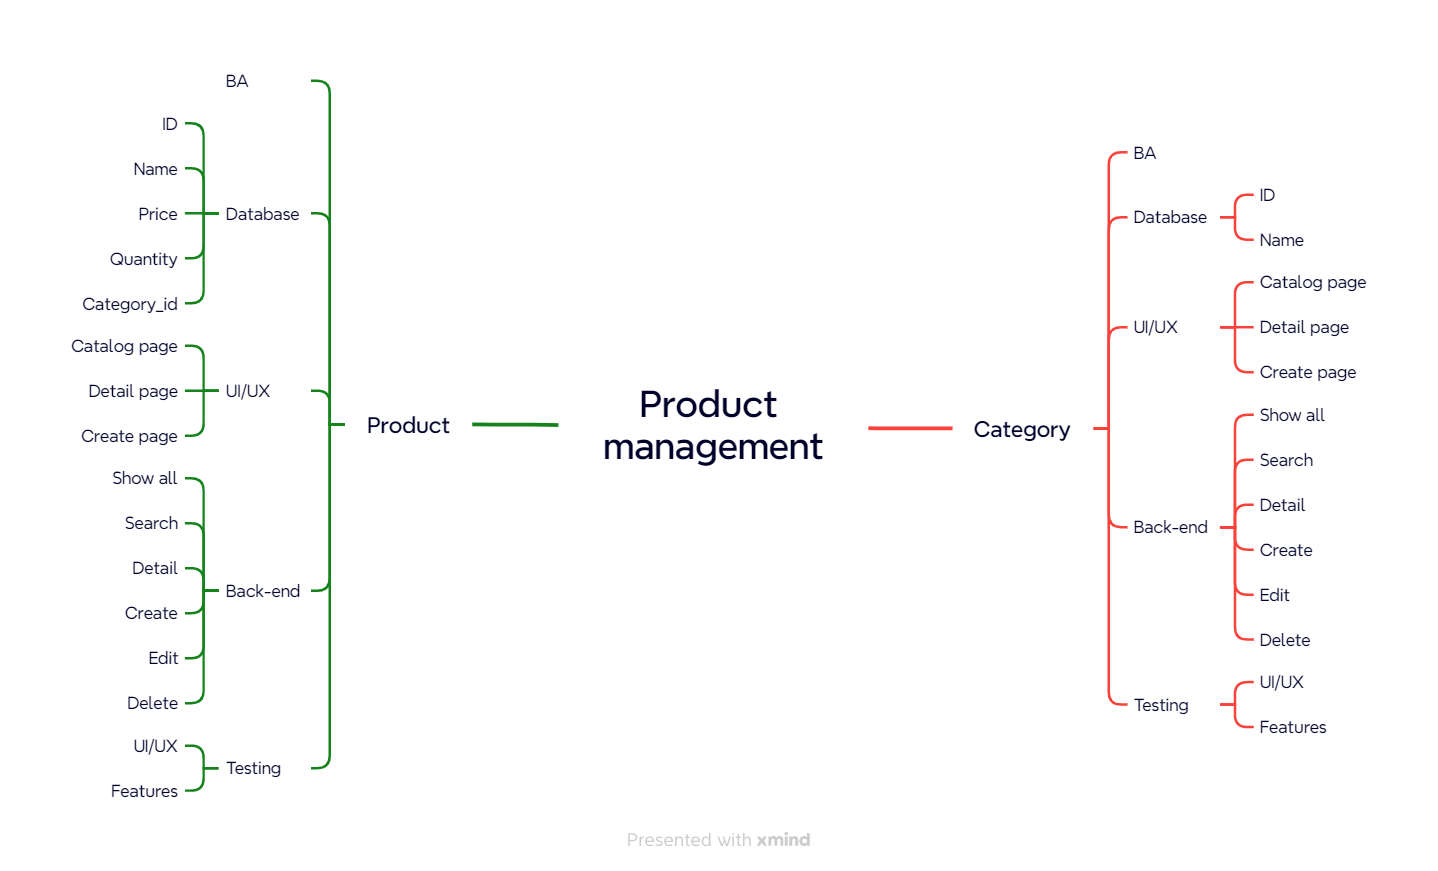 Product
management
Product
BA
Database
ID
Name
Price
Quantity
Category_id
UI/UX
Catalog page
Detail page
Create page
Back-end
Show all
Search
Detail
Create
Edit
Delete
Testing
UI/UX
Features
Category
BA
Database
ID
Name
UI/UX
Catalog page
Detail page
Create page
Back-end
Show all
Search
Detail
Create
Edit
Delete
Testing
UI/UX
Features
Presented with xmind